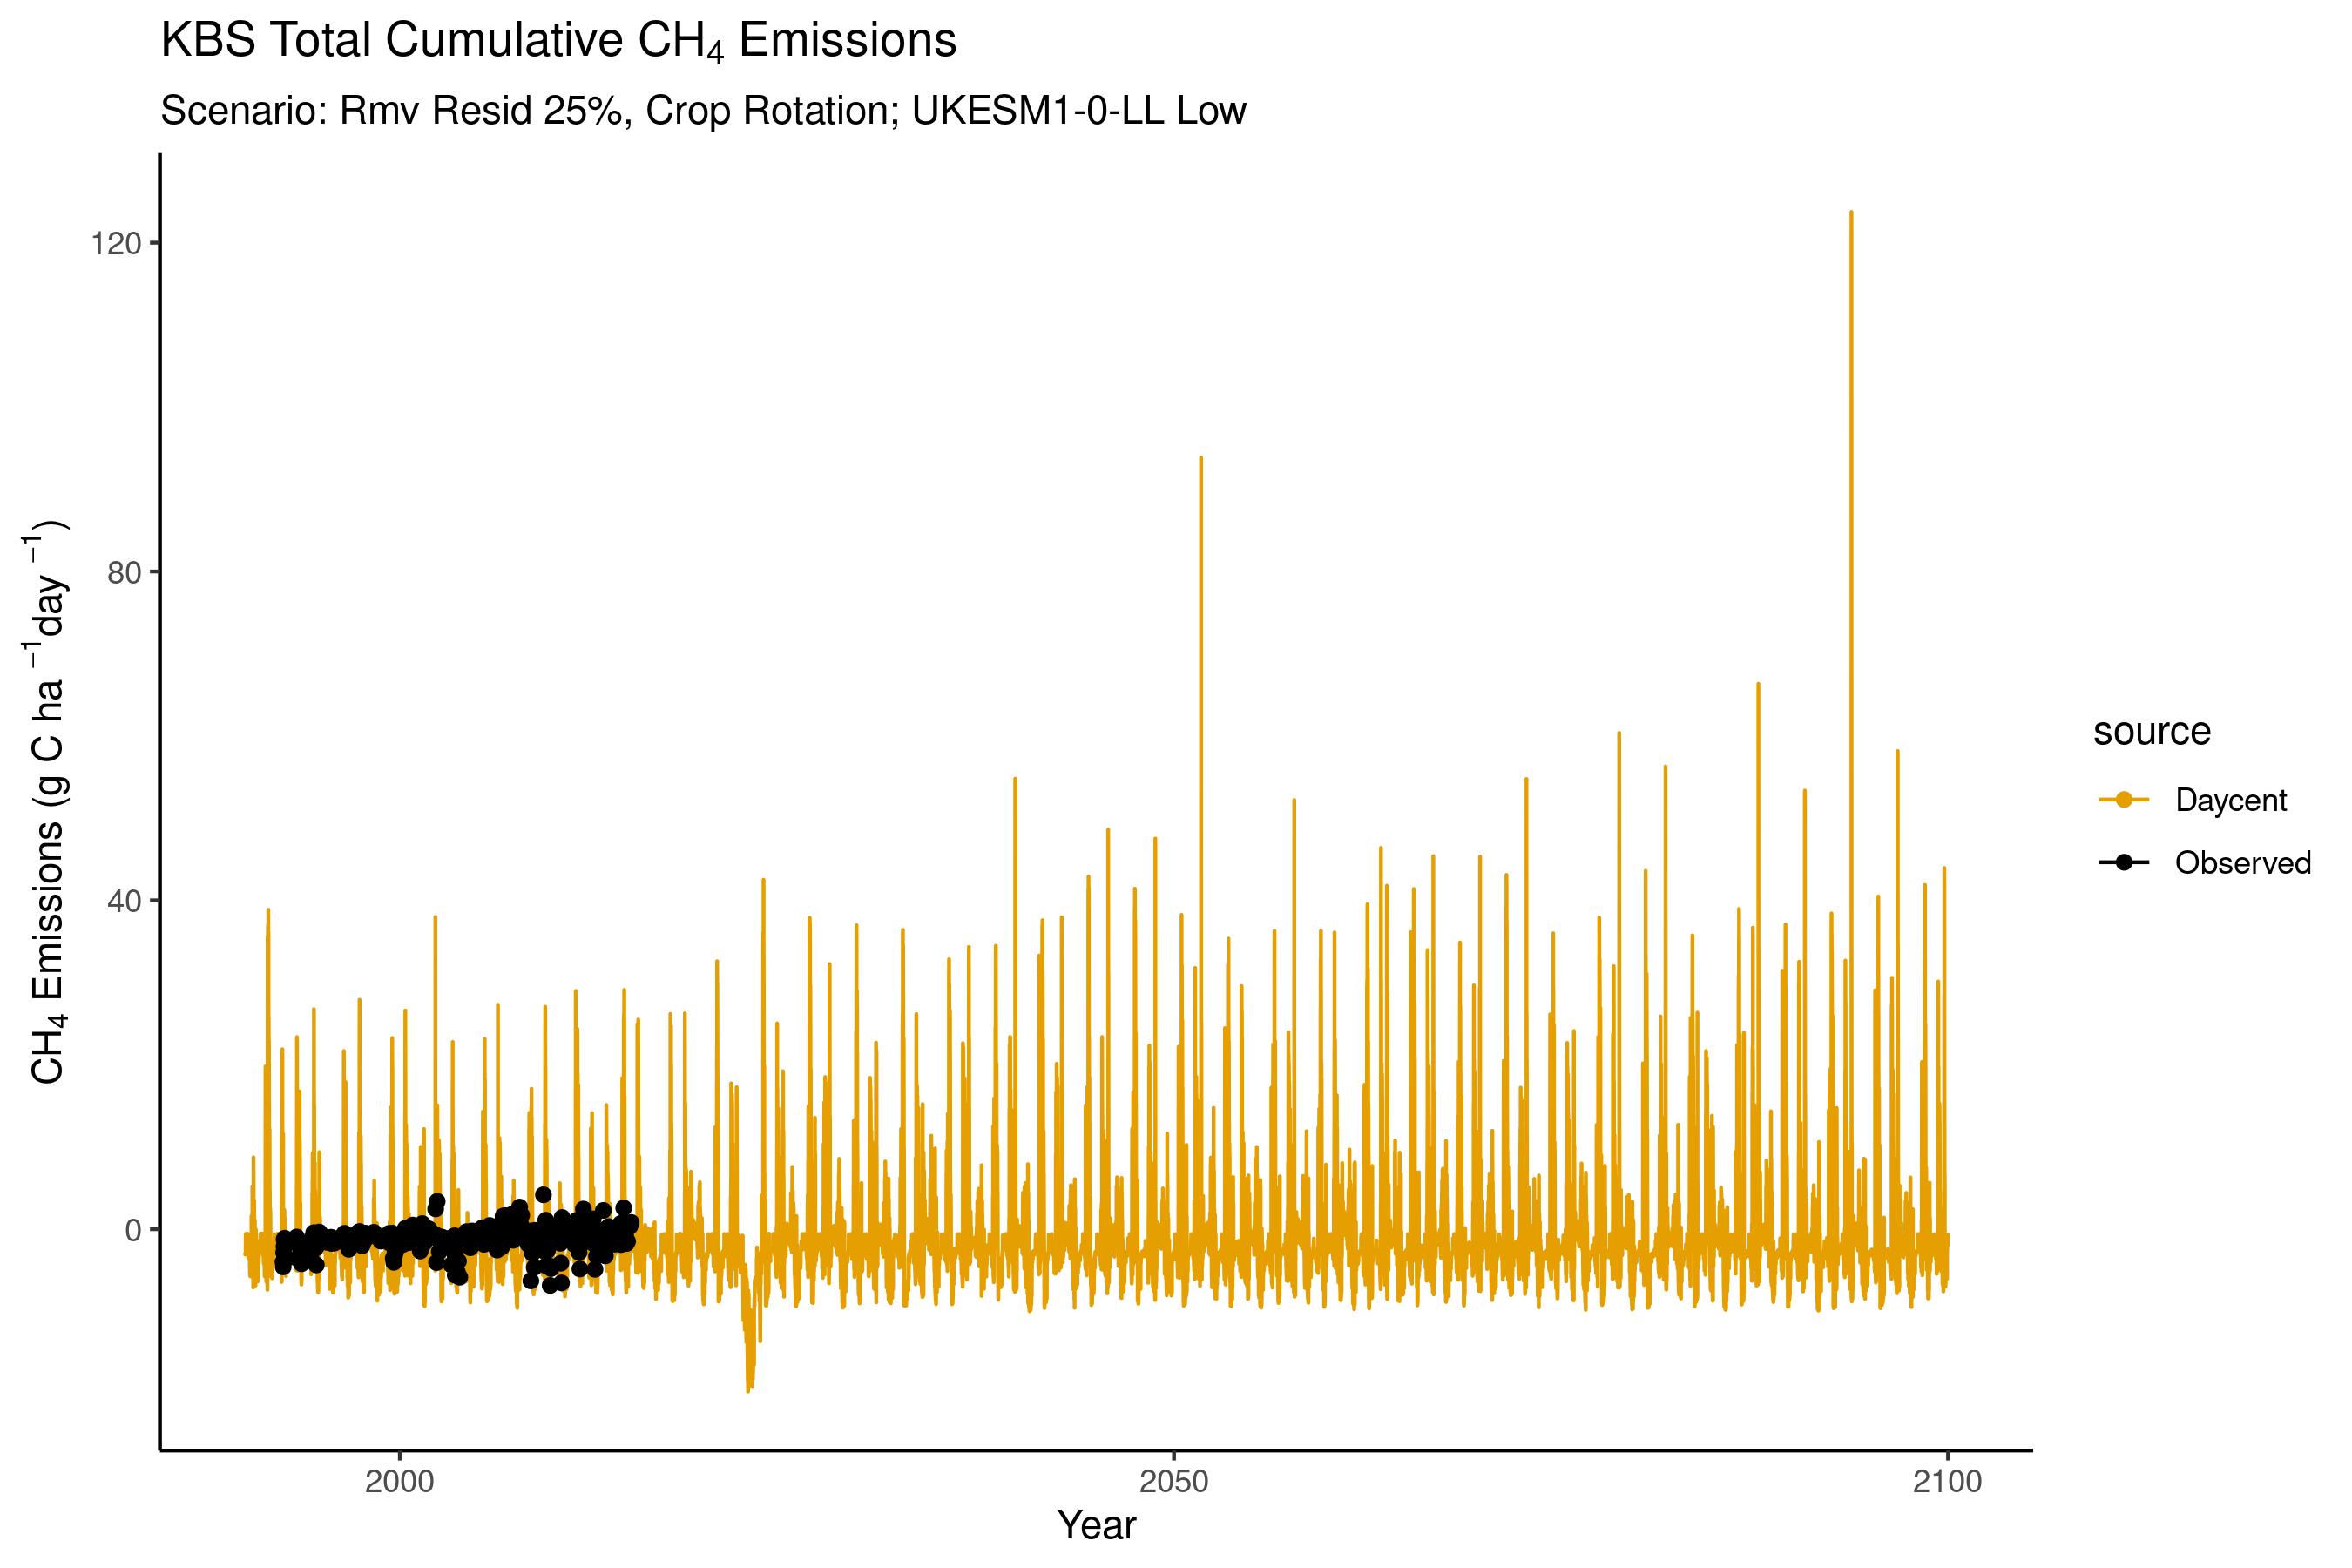 KBS Total Cumulative CH₄ Emissions
Scenario: Rmv Resid 25%, Crop Rotation; UKESM1-0-LL Low
CH₄ Emissions (g C ha ⁻¹day ⁻¹)
120
80
40
0
2000
2050
2100
Year
source
Daycent
Observed